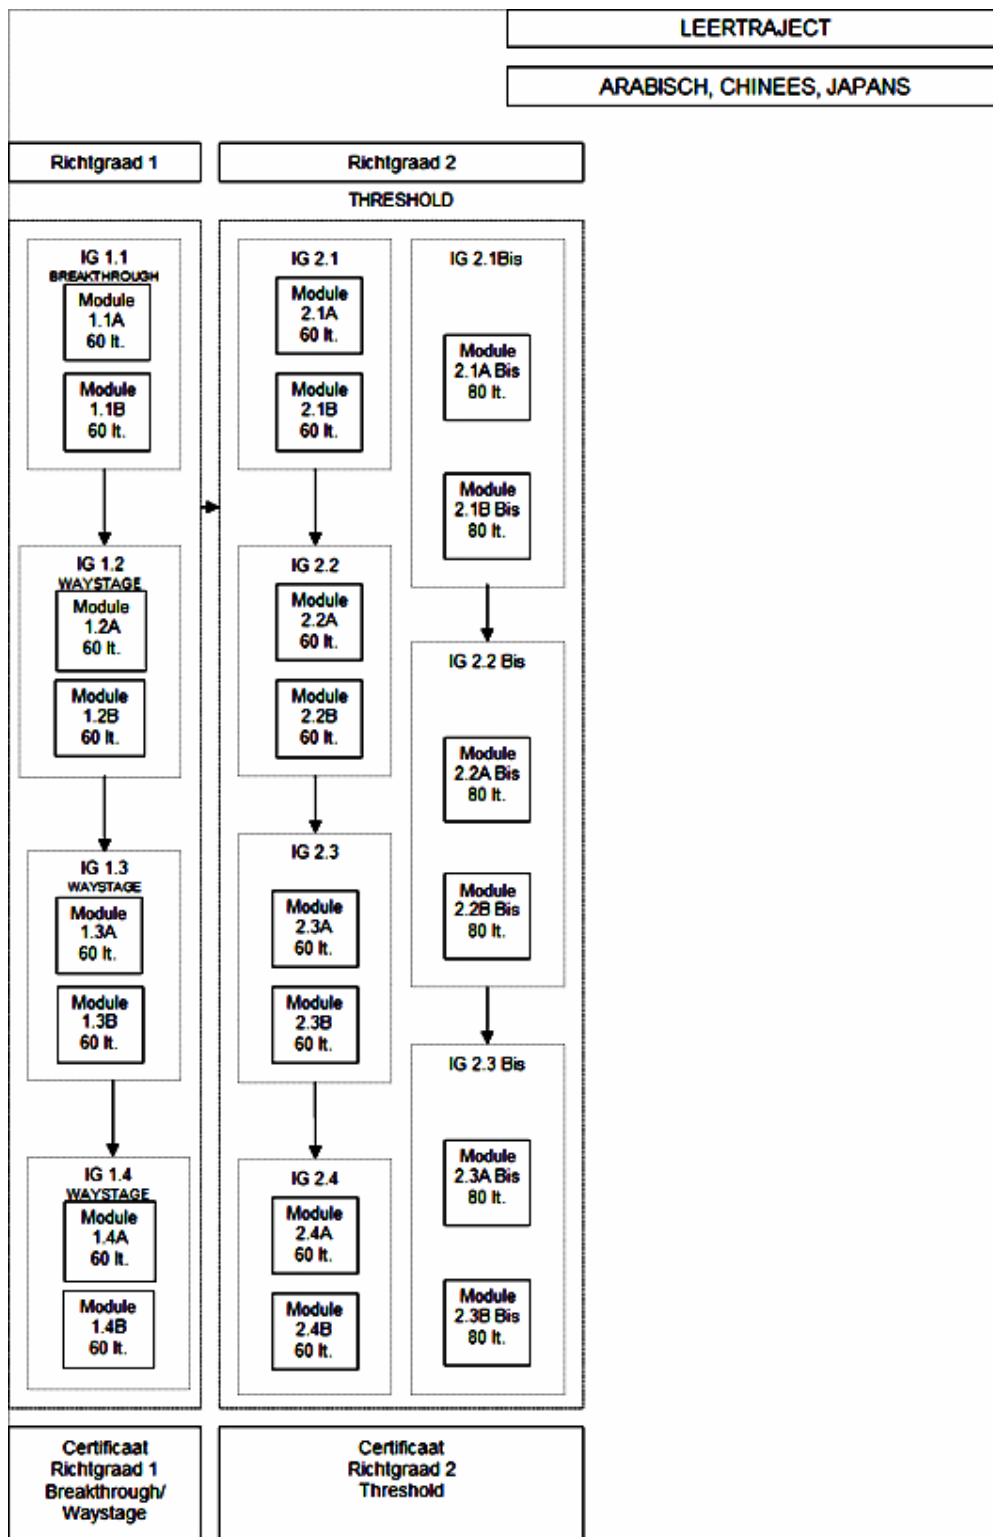 LEERTRAJECT
ARABISCH, CHINEES, JAPANS
Richtgraad 1
Richtgraad 2
THRESHOLD
IG 1.1
BREAKTHROUGH
Module
1.1A
60 lt.
Module
1.1B
60 lt.
IG 1.2
WAYSTAGE
Module
1.2A
60 lt.
Module
1.2B
60 lt.
IG 1.3
WAYSTAGE
Module
1.3A
60 lt.
Module
1.3B
60 lt.
IG 1.4
WAYSTAGE
Module
1.4A
60 lt.
Module
1.4B
60 lt.
IG 2.1
Module
2.1A
60 lt.
Module
2.1B
60 lt.
IG 2.2
Module
2.2A
60 lt.
Module
2.2B
60 lt.
IG 2.3
Module
2.3A
60 lt.
Module
2.3B
60 lt.
IG 2.4
Module
2.4A
60 lt.
Module
2.4B
60 lt.
IG 2.1Bis
Module
2.1A Bis
80 lt.
Module
2.1B Bis
80 lt.
IG 2.2 Bis
Module
2.2A Bis
80 lt.
Module
2.2B Bis
80 lt.
IG 2.3 Bis
Module
2.3A Bis
80 lt.
Module
2.3B Bis
80 lt.
Certificaat
Richtgraad 1
Breakthrough/
Waystage
Certificaat
Richtgraad 2
Threshold